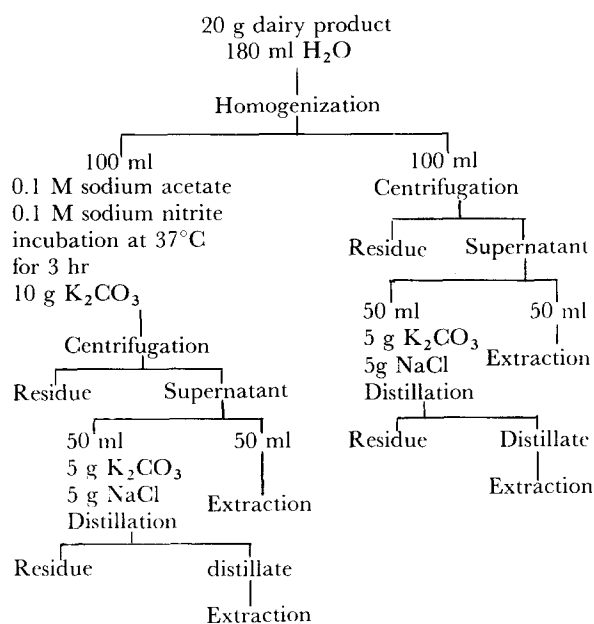 20 g dairy product
180 ml H₂O
Homogenization
100 ml
0.1 M sodium acetate
0.1 M sodium nitrite
incubation at 37°C
for 3 hr
10 g K₂CO₃
Centrifugation
Residue Supernatant
50 ml
5 g K₂CO₃
5 g NaCl
Distillation
50 ml
Extraction
Residue distillate
Extraction
100 ml
Centrifugation
Residue Supernatant
50 ml
5 g K₂CO₃
5g NaCl
Distillation
50 ml
Extraction
Residue Distillate
Extraction